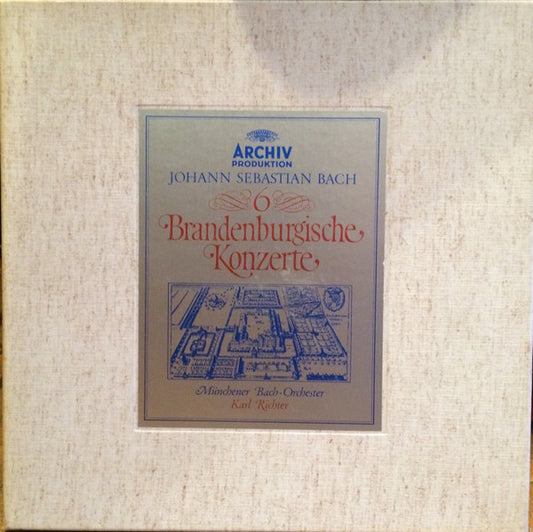 ARCHIV
PRODUKTION
JOHANN SEBASTIAN BACH
6
Brandenburgische
Konzerte
Münchener Bach-Orchester
Karl Richter